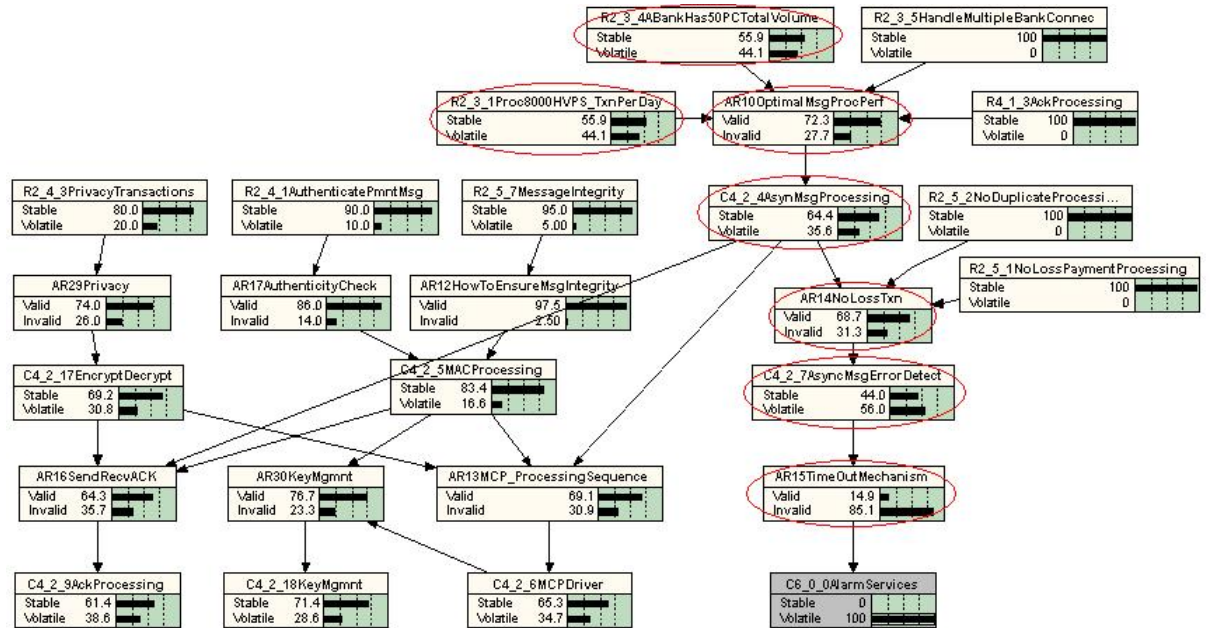 R2_3_4ABankHas50PCTotalVolume
Stable 55.9
Volatile 44.1
R2_3_5HandleMultipleBankConnec
Stable 100
Volatile 0
R2_3_1Proc8000HVPS_TxnPerDay
Stable 55.9
Volatile 44.1
AR10OptimalMsgProcPerf
Valid 72.3
Invalid 27.7
R4_1_3AckProcessing
Stable 100
Volatile 0
R2_4_3PrivacyTransactions
Stable 80.0
Volatile 20.0
R2_4_1AuthenticatePmntMsg
Stable 90.0
Volatile 10.0
R2_5_7MessageIntegrity
Stable 95.0
Volatile 5.00
C4_2_4AsynMsgProcessing
Stable 64.4
Volatile 35.6
R2_5_2NoDuplicateProcessi...
Stable 100
Volatile 0
R2_5_1NoLossPaymentProcessing
Stable 100
Volatile 0
AR29Privacy
Valid 74.0
Invalid 26.0
AR17AuthenticityCheck
Valid 86.0
Invalid 14.0
AR12HowToEnsureMsgIntegrity
Valid 97.5
Invalid 2.50
AR14NoLossTxn
Valid 68.7
Invalid 31.3
C4_2_17EncryptDecrypt
Stable 69.2
Volatile 30.8
C4_2_5MACProcessing
Stable 83.4
Volatile 16.6
C4_2_7AsyncMsgErrorDetect
Stable 44.0
Volatile 56.0
AR16SendRecvACK
Valid 64.3
Invalid 35.7
AR30KeyMgmnt
Valid 76.7
Invalid 23.3
AR13MCP_ProcessingSequence
Valid 69.1
Invalid 30.9
AR15TimeOutMechanism
Valid 14.9
Invalid 85.1
C4_2_9AckProcessing
Stable 61.4
Volatile 38.6
C4_2_18KeyMgmnt
Stable 71.4
Volatile 28.6
C4_2_6MCPDriver
Stable 65.3
Volatile 34.7
C6_0_0AlarmServices
Stable 0
Volatile 100